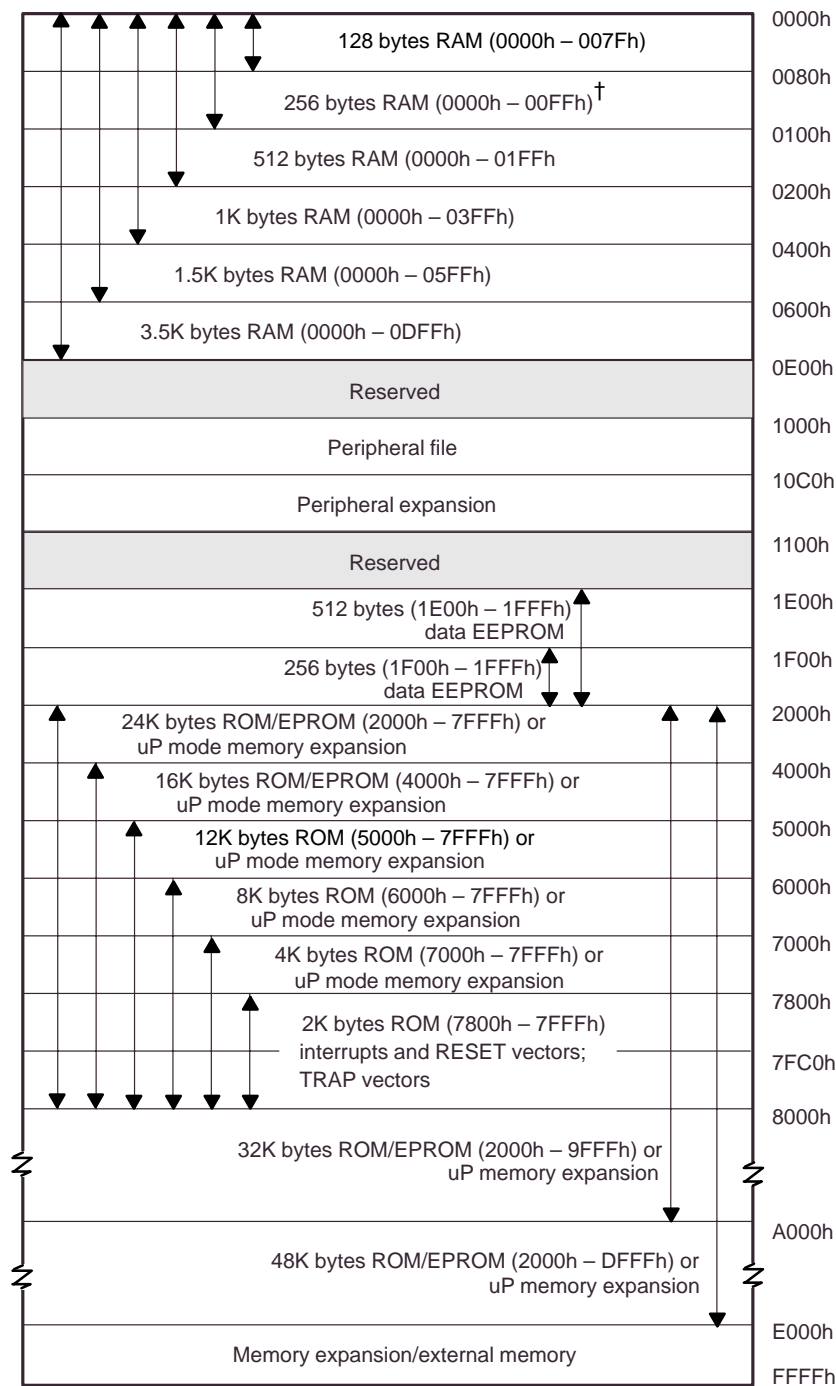 0000h
128 bytes RAM (0000h – 007Fh)
0080h
256 bytes RAM (0000h – 00FFh)†
0100h
512 bytes RAM (0000h – 01FFh
0200h
1K bytes RAM (0000h – 03FFh)
0400h
1.5K bytes RAM (0000h – 05FFh)
0600h
3.5K bytes RAM (0000h – 0DFFh)
0E00h
Reserved
1000h
Peripheral file
10C0h
Peripheral expansion
1100h
Reserved
1E00h
512 bytes (1E00h – 1FFFh)
data EEPROM
1F00h
256 bytes (1F00h – 1FFFh)
data EEPROM
2000h
24K bytes ROM/EPROM (2000h – 7FFFh) or
uP mode memory expansion
4000h
16K bytes ROM/EPROM (4000h – 7FFFh) or
uP mode memory expansion
5000h
12K bytes ROM (5000h – 7FFFh) or
uP mode memory expansion
6000h
8K bytes ROM (6000h – 7FFFh) or
uP mode memory expansion
7000h
4K bytes ROM (7000h – 7FFFh) or
uP mode memory expansion
7800h
2K bytes ROM (7800h – 7FFFh)
interrupts and RESET vectors;
7FC0h
TRAP vectors
8000h
32K bytes ROM/EPROM (2000h – 9FFFh) or
uP memory expansion
A000h
48K bytes ROM/EPROM (2000h – DFFFh) or
uP memory expansion
E000h
Memory expansion/external memory
FFFFh